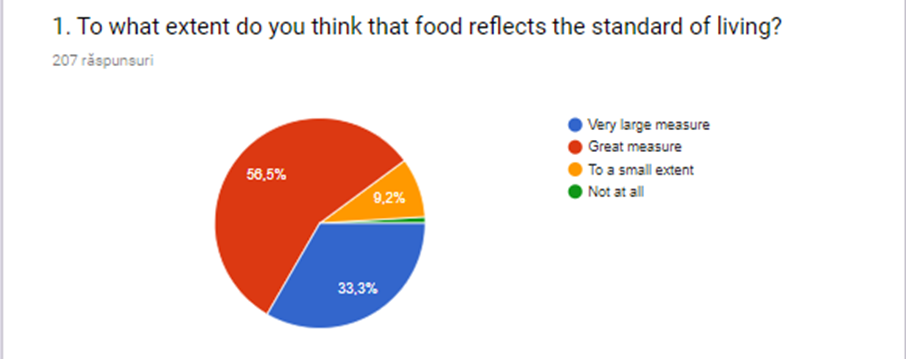 1. To what extent do you think that food reflects the standard of living?
207 răspunsuri
Very large measure
Great measure
To a small extent
Not at all
56,5%
9,2%
33,3%